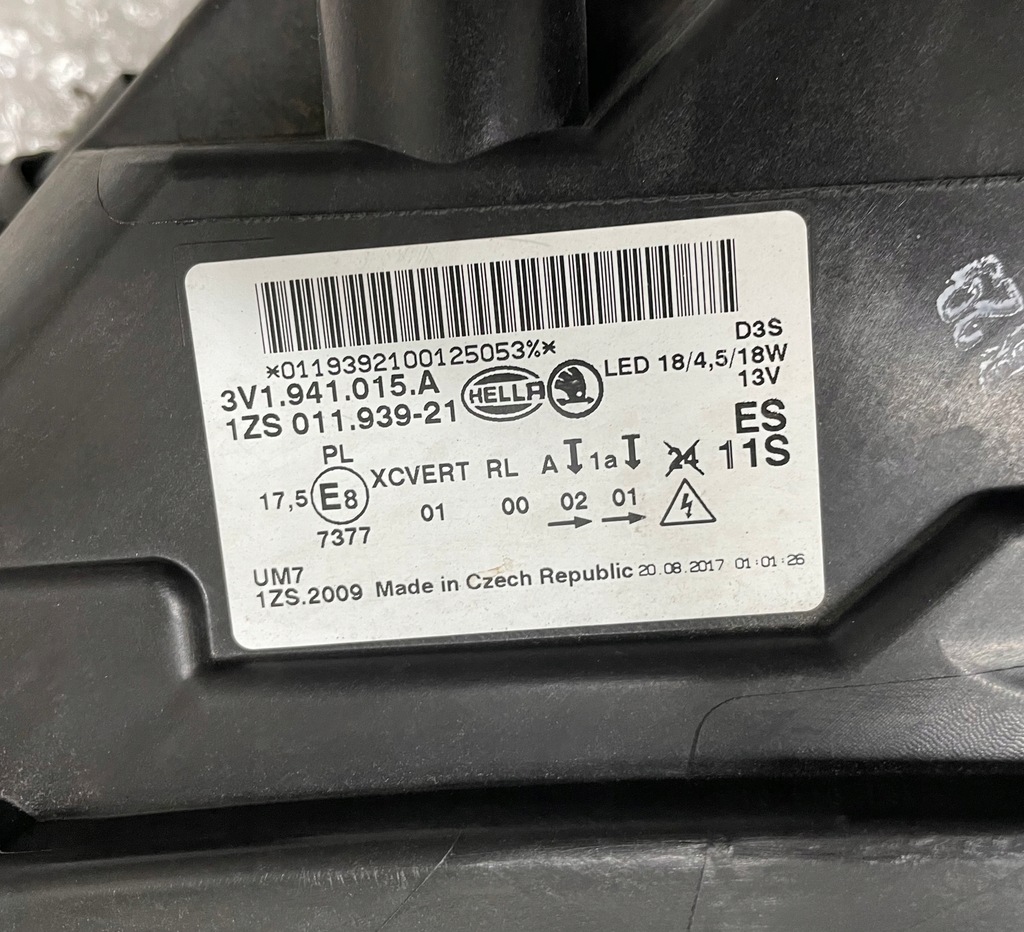 *0119392100125053%*
3V1.941.015.A
1ZS 011.939-21
HELLA
D3S
LED 18/4,5/18W
13V
ES
11S
PL
17,5 E8 XCVERT RL A 1a 24
01 00 02 01
7377
UM7
1ZS.2009 Made in Czech Republic 20.08.2017 01:01:26